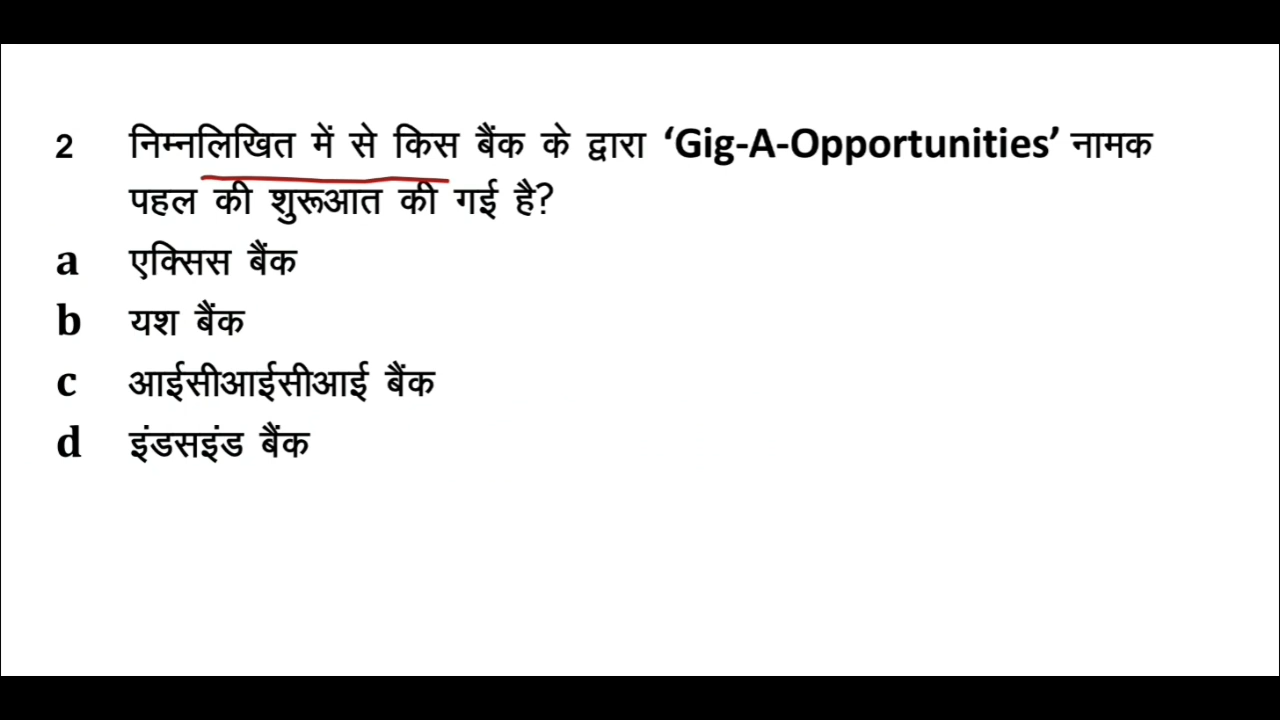 2 निम्नलिखित में से किस बैंक के द्वारा ‘Gig-A-Opportunities’ नामक
पहल की शुरूआत की गई है?
a एक्सिस बैंक
b यश बैंक
c आईसीआईसीआई बैंक
d इंडसइंड बैंक